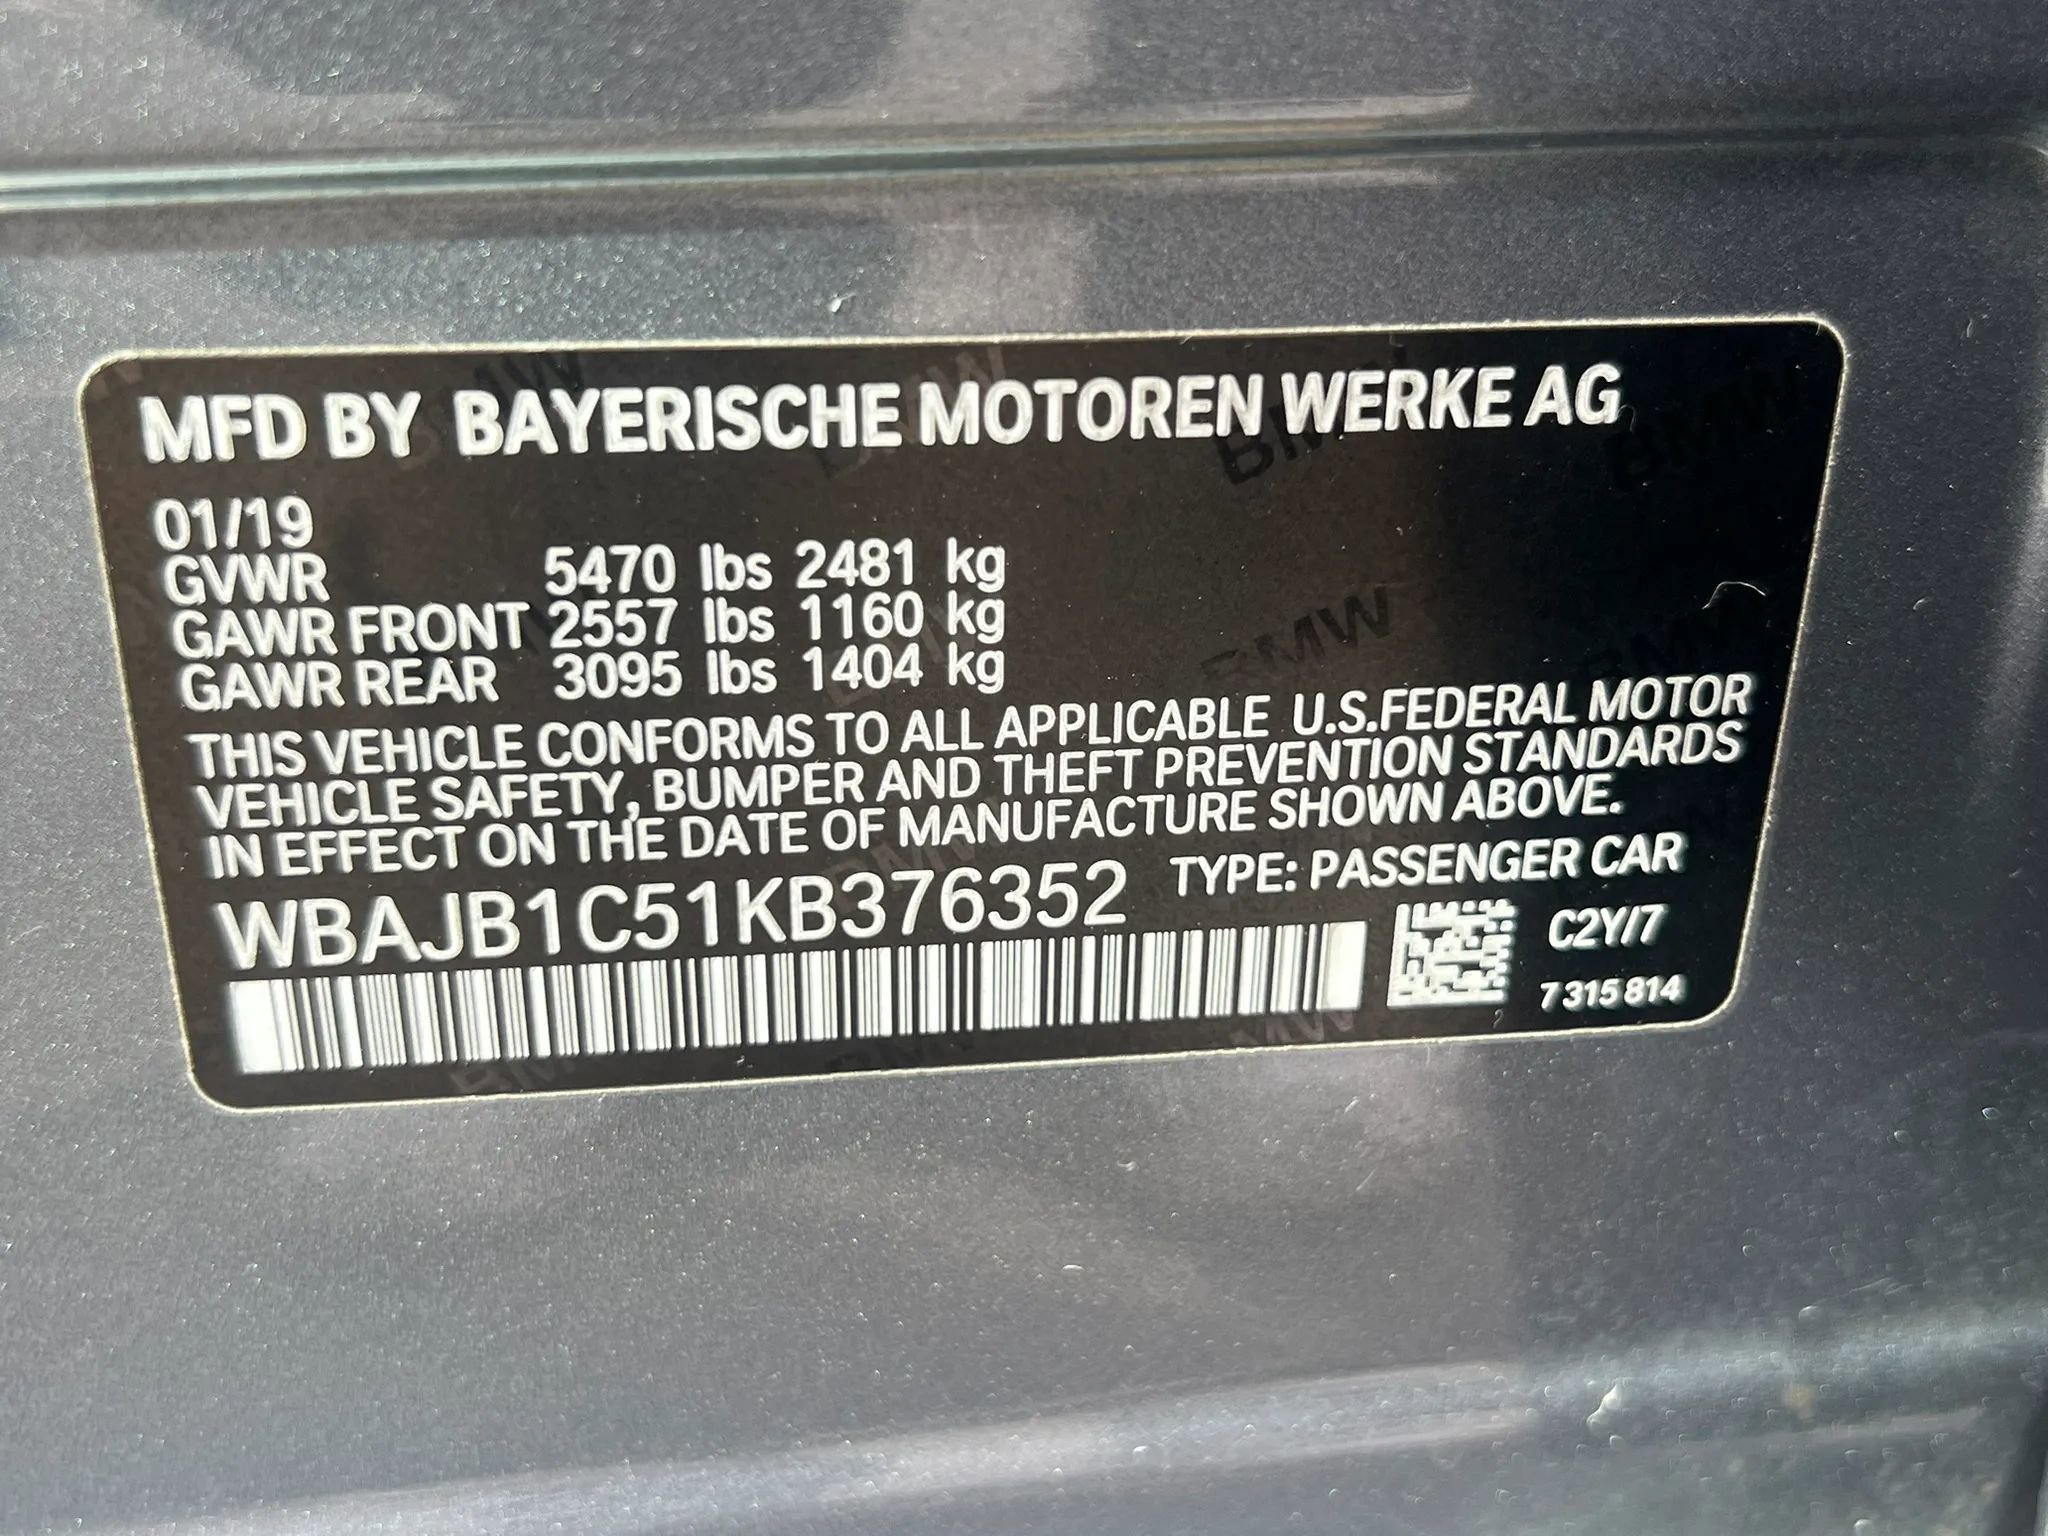 MFD BY BAYERISCHE MOTOREN WERKE AG
01/19
GVWR 5470 lbs 2481 kg
GAWR FRONT 2557 lbs 1160 kg
GAWR REAR 3095 lbs 1404 kg
THIS VEHICLE CONFORMS TO ALL APPLICABLE U.S.FEDERAL MOTOR
VEHICLE SAFETY, BUMPER AND THEFT PREVENTION STANDARDS
IN EFFECT ON THE DATE OF MANUFACTURE SHOWN ABOVE.
WBAJB1C51KB376352 TYPE: PASSENGER CAR
C2Y/7
7 315 814